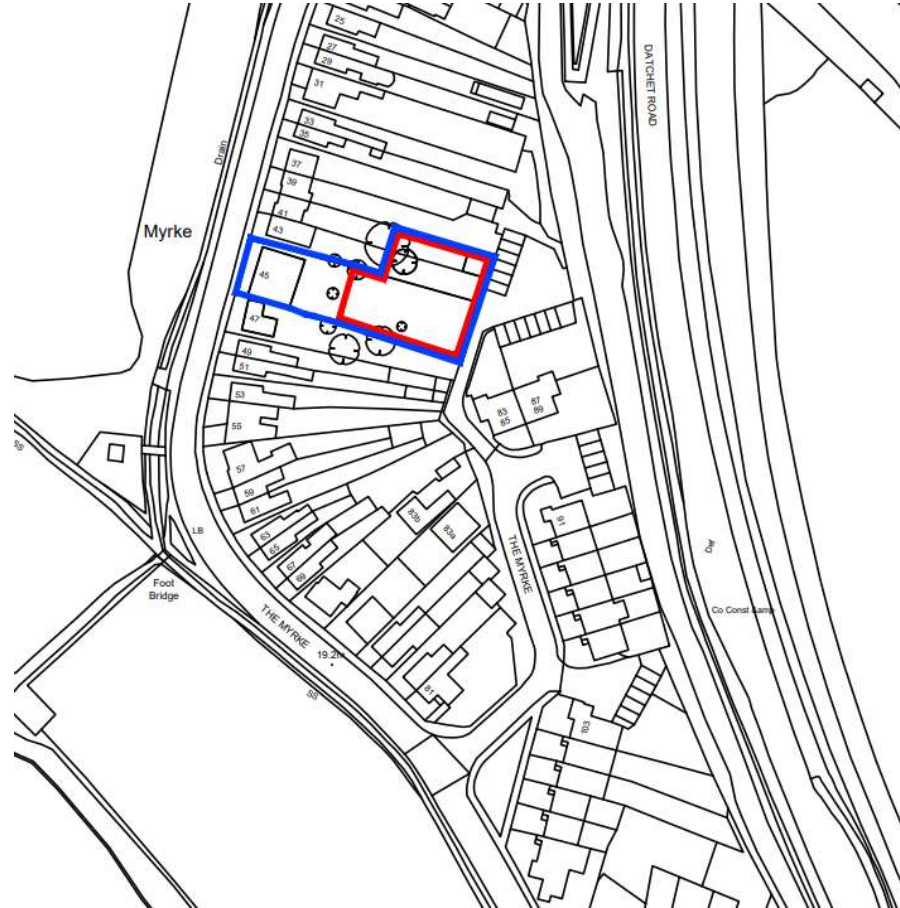 25
27
29
31
33
35
37
39
41
43
45
47
49
51
53
55
57
59
61
63
65
67
69
81
83b
83a
83
85
87
89
91
103
Drain
Myrke
DATCHET ROAD
THE MYRKE
THE MYRKE
LB
Foot
Bridge
19.2m
SS
SS
Def
Co Const &amp